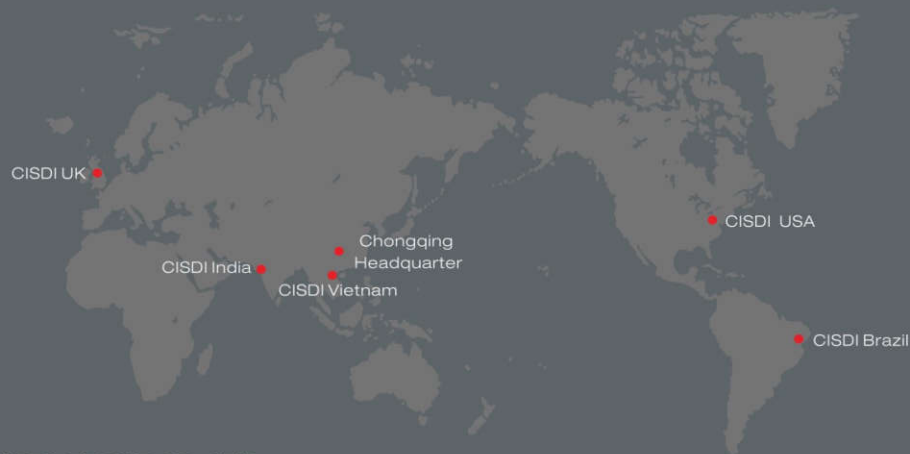 CISDI UK
CISDI USA
Chongqing
Headquarter
CISDI India
CISDI Vietnam
CISDI Brazil